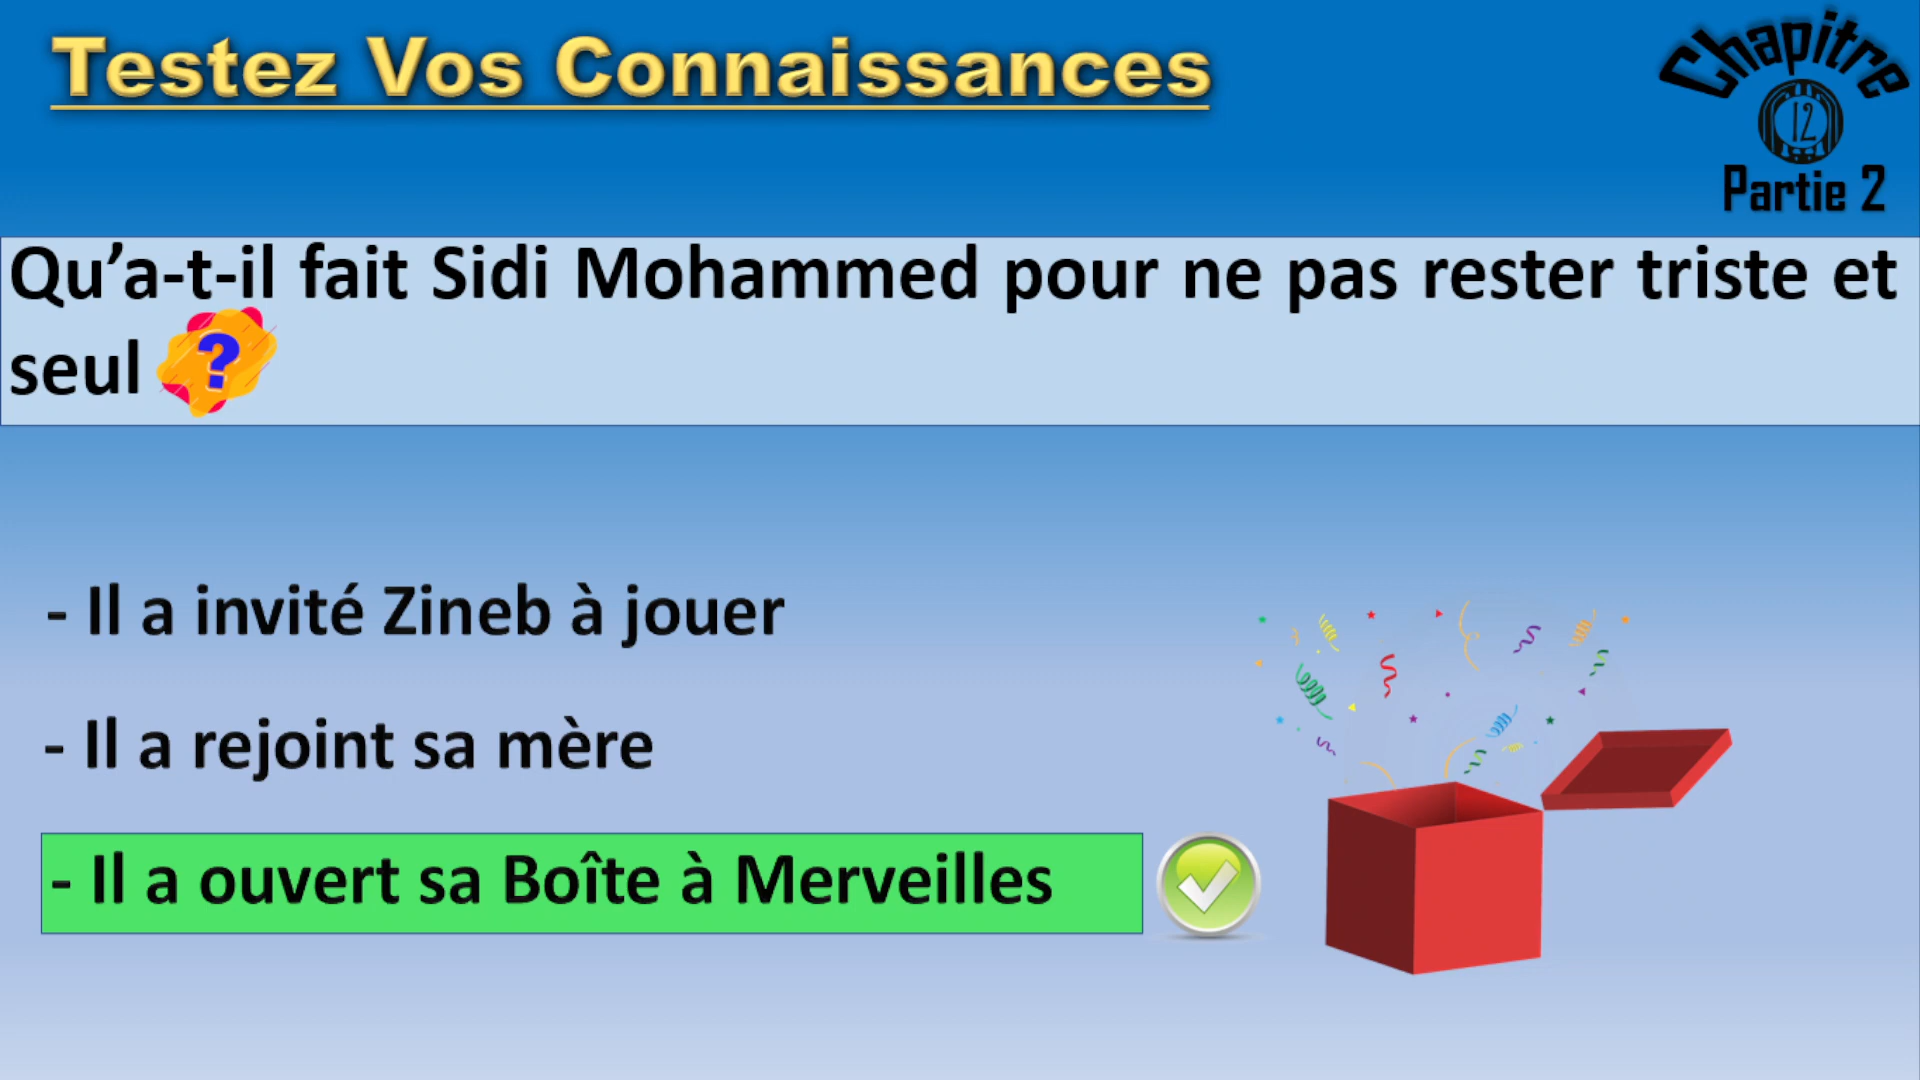 Testez Vos Connaissances
Chapitre
12
Partie 2
Qu’a-t-il fait Sidi Mohammed pour ne pas rester triste et
seul ?
- Il a invité Zineb à jouer
- Il a rejoint sa mère
- Il a ouvert sa Boîte à Merveilles